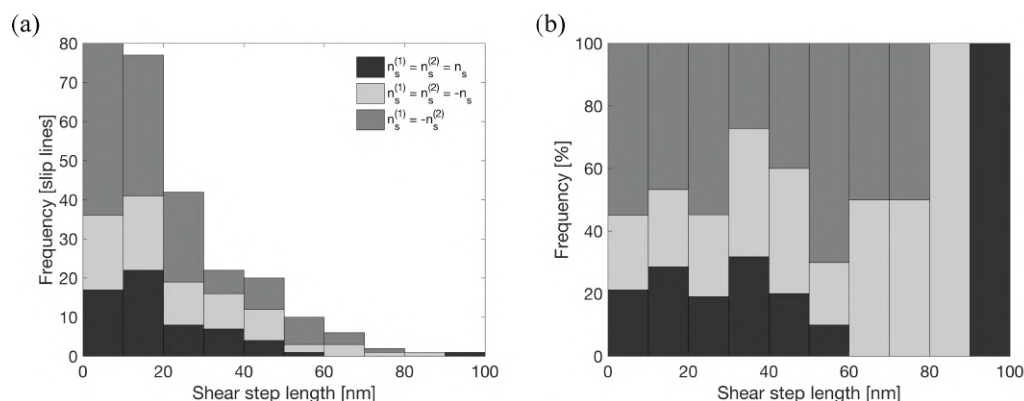 (a)
80
70
60
50
40
30
20
10
0
Frequency [slip lines]
n_s^(1) = n_s^(2) = n_s
n_s^(1) = n_s^(2) = -n_s
n_s^(1) = -n_s^(2)
0 20 40 60 80 100
Shear step length [nm]
(b)
100
80
60
40
20
0
Frequency [%]
0 20 40 60 80 100
Shear step length [nm]